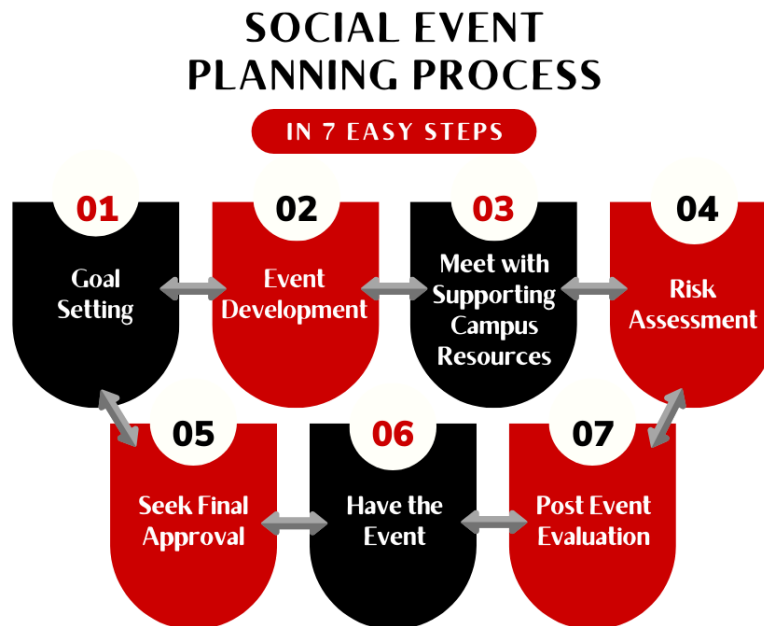 SOCIAL EVENT
PLANNING PROCESS
IN 7 EASY STEPS
01
Goal
Setting
02
Event
Development
03
Meet with
Supporting
Campus
Resources
04
Risk
Assessment
05
Seek Final
Approval
06
Have the
Event
07
Post Event
Evaluation